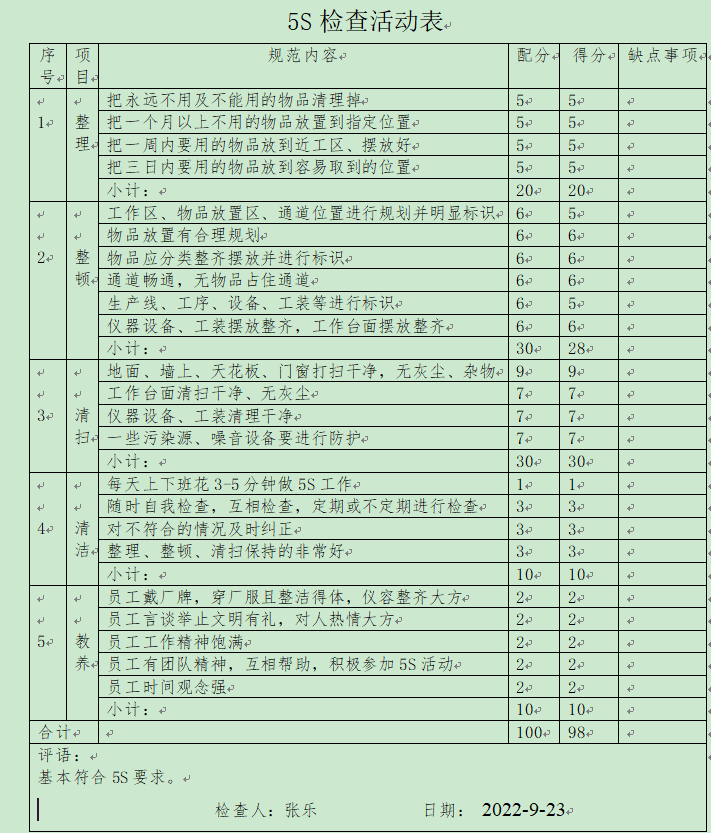 5S 检查活动表
序号 项目 规范内容 配分 得分 缺点事项
1 整理 把永远不用及不能用的物品清理掉 5 5
把一个月以上不用的物品放置到指定位置 5 5
把一周内要用的物品放到近工区、摆放好 5 5
把三日内要用的物品放到容易取到的位置 5 5
小计： 20 20
2 整顿 工作区、物品放置区、通道位置进行规划并明显标识 6 5
物品放置有合理规划 6 6
物品应分类整齐摆放并进行标识 6 6
通道畅通，无物品占住通道 6 6
生产线、工序、设备、工装等进行标识 6 5
仪器设备、工装摆放整齐，工作台面摆放整齐 6 6
小计： 30 28
3 清扫 地面、墙上、天花板、门窗打扫干净，无灰尘、杂物 9 9
工作台面清扫干净、无灰尘 7 7
仪器设备、工装清理干净 7 7
一些污染源、噪音设备要进行防护 7 7
小计： 30 30
4 清洁 每天上下班花 3-5 分钟做 5S 工作 1 1
随时自我检查，互相检查，定期或不定期进行检查 3 3
对不符合的情况及时纠正 3 3
整理、整顿、清扫保持的非常好 3 3
小计： 10 10
5 教养 员工戴厂牌，穿厂服且整洁得体，仪容整齐大方 2 2
员工言谈举止文明有礼，对人热情大方 2 2
员工工作精神饱满 2 2
员工有团队精神，互相帮助，积极参加 5S 活动 2 2
员工时间观念强 2 2
小计： 10 10
合计 100 98
评语：
基本符合 5S 要求。
检查人：张乐 日期： 2022-9-23